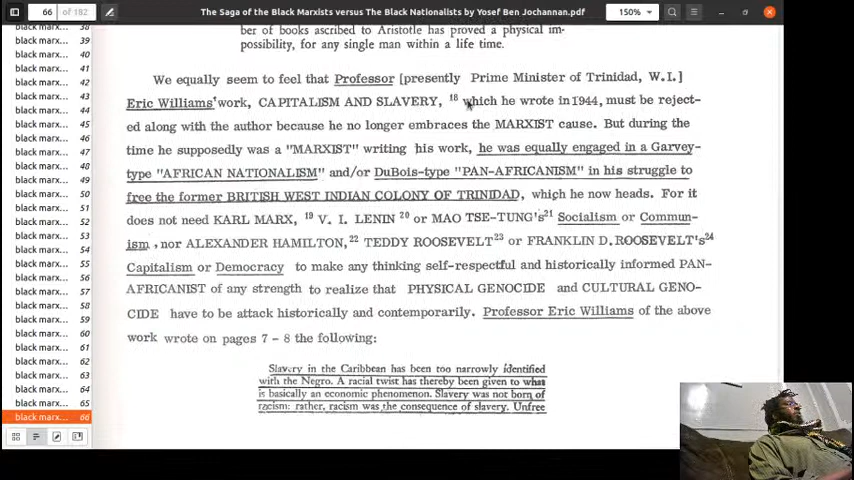 66 of 182
The Saga of the Black Marxists versus The Black Nationalists by Yosef Ben Jochannan.pdf
150%
38
black marx... 39
black marx... 40
black marx... 41
black marx... 42
black marx... 43
black marx... 44
black marx... 45
black marx... 46
black marx... 47
black marx... 48
black marx... 49
black marx... 50
black marx... 51
black marx... 52
black marx... 53
black marx... 54
black marx... 55
black marx... 56
black marx... 57
black marx... 58
black marx... 59
black marx... 60
black marx... 61
black marx... 62
black marx... 63
black marx... 64
black marx... 65
black marx... 66
ber of books ascribed to Aristotle has proved a physical im-
possibility, for any single man within a life time.
We equally seem to feel that Professor [presently Prime Minister of Trinidad, W.I.]
Eric Williams' work, CAPITALISM AND SLAVERY, 18 which he wrote in 1944, must be reject-
ed along with the author because he no longer embraces the MARXIST cause. But during the
time he supposedly was a "MARXIST" writing his work, he was equally engaged in a Garvey-
type "AFRICAN NATIONALISM" and/or DuBois-type "PAN-AFRICANISM" in his struggle to
free the former BRITISH WEST INDIAN COLONY OF TRINIDAD, which he now heads. For it
does not need KARL MARX, 19 V. I. LENIN 20 or MAO TSE-TUNG's21 Socialism or Commun-
ism, nor ALEXANDER HAMILTON,22 TEDDY ROOSEVELT23 or FRANKLIN D. ROOSEVELT's24
Capitalism or Democracy to make any thinking self-respectful and historically informed PAN-
AFRICANIST of any strength to realize that PHYSICAL GENOCIDE and CULTURAL GENO-
CIDE have to be attack historically and contemporarily. Professor Eric Williams of the above
work wrote on pages 7 - 8 the following:
Slavery in the Caribbean has been too narrowly identified
with the Negro. A racial twist has thereby been given to what
is basically an economic phenomenon. Slavery was not born of
racism: rather, racism was the consequence of slavery. Unfree